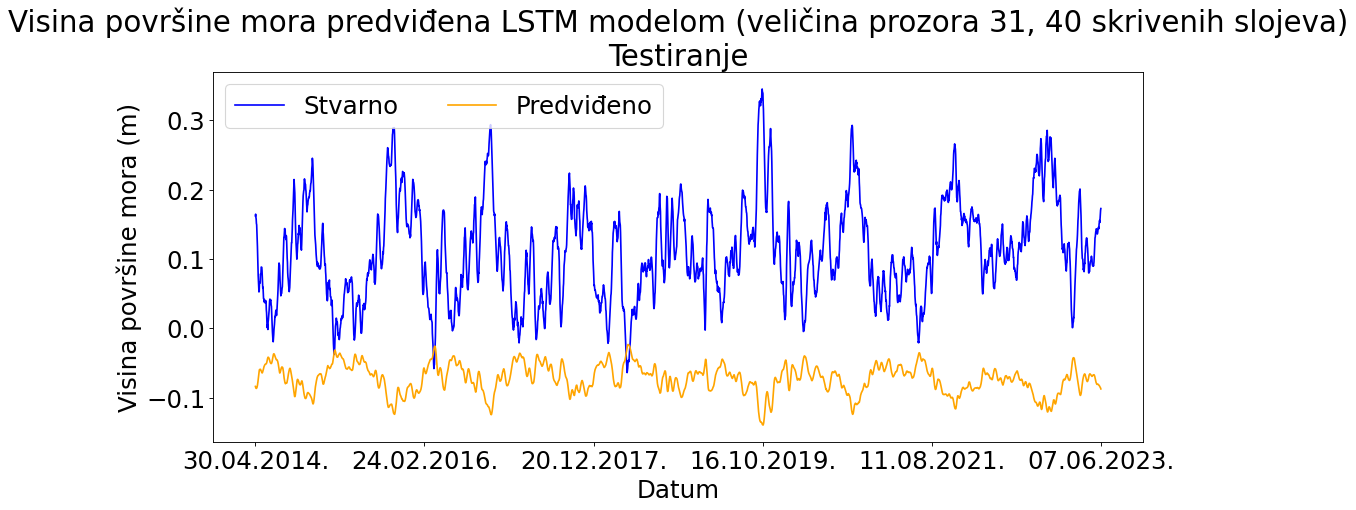 Visina površine mora predviđena LSTM modelom (veličina prozora 31, 40 skrivenih slojeva)
Testiranje
Stvarno Predviđeno
Visina površine mora (m)
0.3
0.2
0.1
0.0
−0.1
30.04.2014. 24.02.2016. 20.12.2017. 16.10.2019. 11.08.2021. 07.06.2023.
Datum